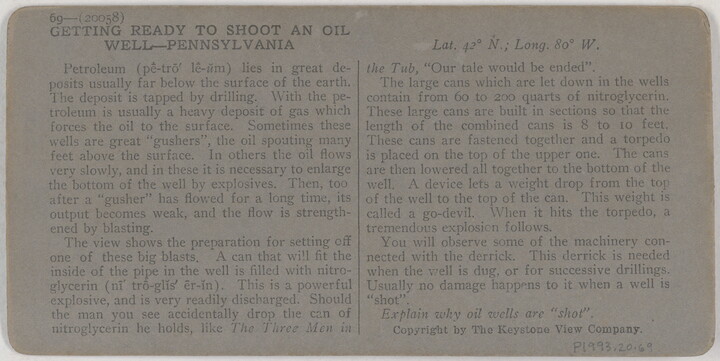 69—(20058)
GETTING READY TO SHOOT AN OIL
WELL—PENNSYLVANIA
Lat. 42° N.; Long. 80° W.
Petroleum (pê-trō' lê-ŭm) lies in great de-
posits usually far below the surface of the earth.
The deposit is tapped by drilling. With the pe-
troleum is usually a heavy deposit of gas which
forces the oil to the surface. Sometimes these
wells are great "gushers", the oil spouting many
feet above the surface. In others the oil flows
very slowly, and in these it is necessary to enlarge
the bottom of the well by explosives. Then, too
after a "gusher" has flowed for a long time, its
output becomes weak, and the flow is strength-
ened by blasting.
The view shows the preparation for setting off
one of these big blasts. A can that will fit the
inside of the pipe in the well is filled with nitro-
glycerin (nī' trô-glĭs' ēr-ĭn). This is a powerful
explosive, and is very readily discharged. Should
the man you see accidentally drop the can of
nitroglycerin he holds, like The Three Men in
the Tub, "Our tale would be ended".
The large cans which are let down in the wells
contain from 60 to 200 quarts of nitroglycerin.
These large cans are built in sections so that the
length of the combined cans is 8 to 10 feet.
These cans are fastened together and a torpedo
is placed on the top of the upper one. The cans
are then lowered all together to the bottom of the
well. A device lets a weight drop from the top
of the well to the top of the can. This weight is
called a go-devil. When it hits the torpedo, a
tremendous explosion follows.
You will observe some of the machinery con-
nected with the derrick. This derrick is needed
when the well is dug, or for successive drillings.
Usually no damage happens to it when a well is
"shot".
Explain why oil wells are "shot".
Copyright by The Keystone View Company.
P1993.20.69